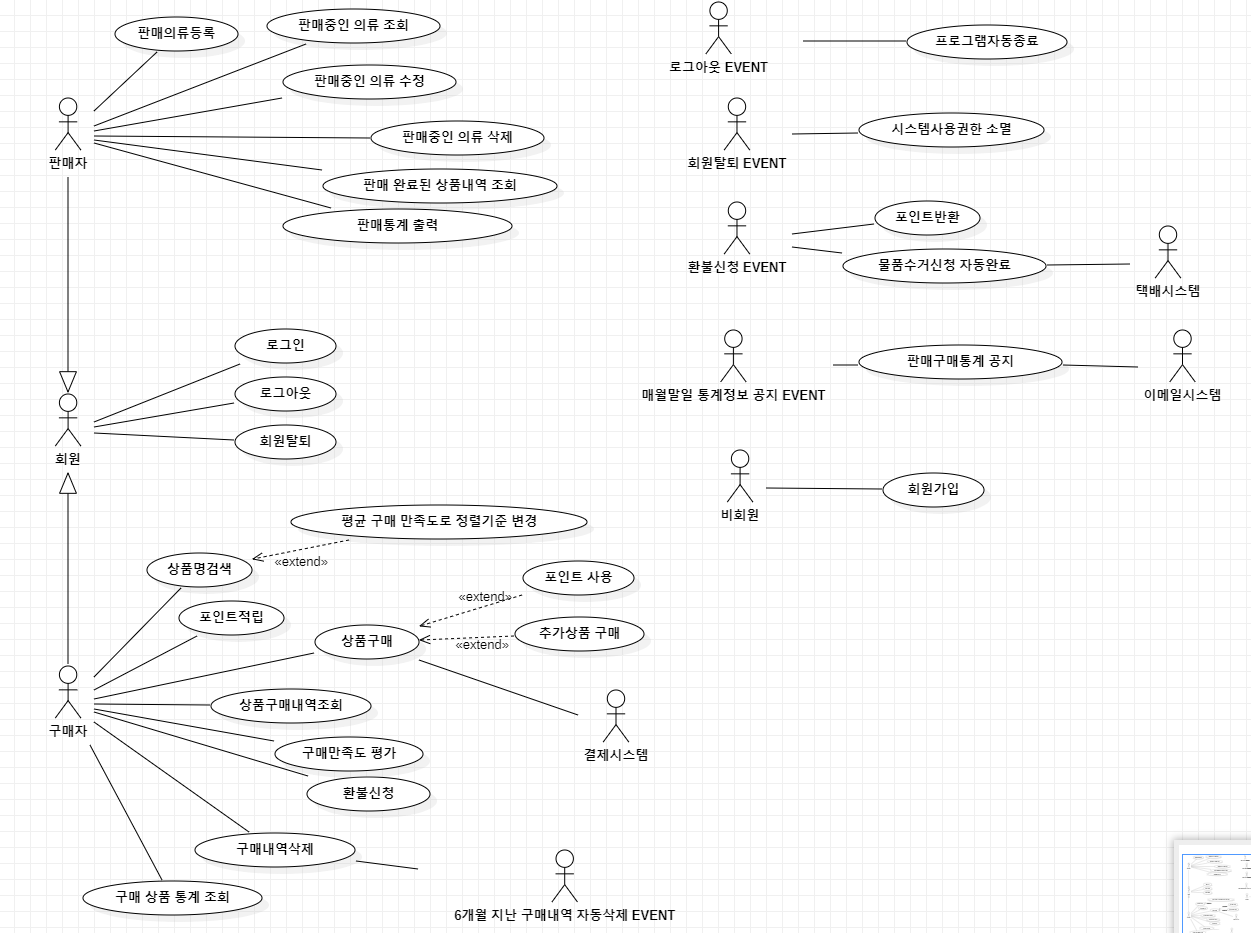 판매의류등록
판매중인 의류 조회
판매중인 의류 수정
판매중인 의류 삭제
판매 완료된 상품내역 조회
판매통계 출력
판매자
로그인
로그아웃
회원탈퇴
회원
평균 구매 만족도로 정렬기준 변경
«extend»
상품명검색
포인트 사용
«extend»
포인트적립
추가상품 구매
«extend»
상품구매
상품구매내역조회
구매자
구매만족도 평가
결제시스템
환불신청
구매내역삭제
구매 상품 통계 조회
6개월 지난 구매내역 자동삭제 EVENT
로그아웃 EVENT
프로그램자동종료
회원탈퇴 EVENT
시스템사용권한 소멸
환불신청 EVENT
포인트반환
물품수거신청 자동완료
택배시스템
매월말일 통계정보 공지 EVENT
판매구매통계 공지
이메일시스템
비회원
회원가입